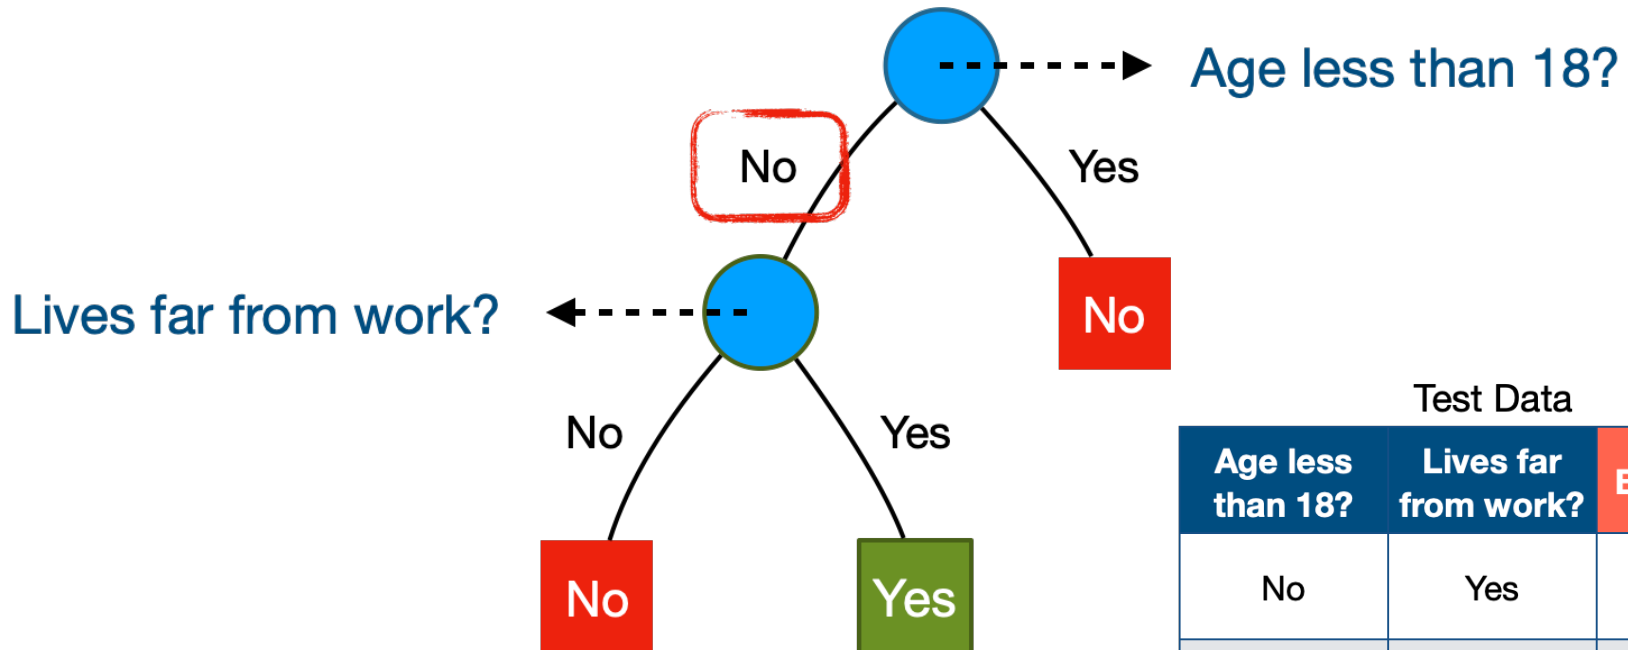 Age less than 18?
No
Yes
Lives far from work?
No
No
Yes
Test Data
Age less
than 18?
Lives far
from work?
No
Yes
No
Yes